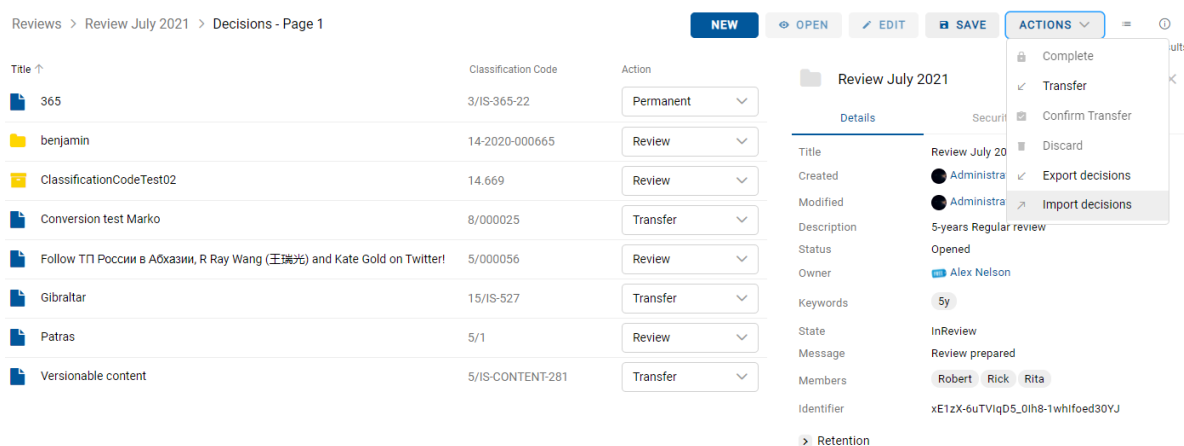 Reviews > Review July 2021 > Decisions - Page 1
NEW
OPEN
EDIT
SAVE
ACTIONS
Title ↑
Classification Code
Action
365
3/IS-365-22
Permanent
benjamin
14-2020-000665
Review
ClassificationCodeTest02
14.669
Review
Conversion test Marko
8/000025
Transfer
Follow ТП России в Абхазии, R Ray Wang (王瑞光) and Kate Gold on Twitter!
5/000056
Review
Gibraltar
15/IS-527
Transfer
Patras
5/1
Review
Versionable content
5/IS-CONTENT-281
Transfer
Complete
Transfer
Confirm Transfer
Discard
Export decisions
Import decisions
Review July 2021
Details
Securit
Title
Review July 20
Created
Administra
Modified
Administra
Description
5-years Regular review
Status
Opened
Owner
Alex Nelson
Keywords
5y
State
InReview
Message
Review prepared
Members
Robert Rick Rita
Identifier
xE1zX-6uTVIqD5_0Ih8-1whIfoed30YJ
> Retention